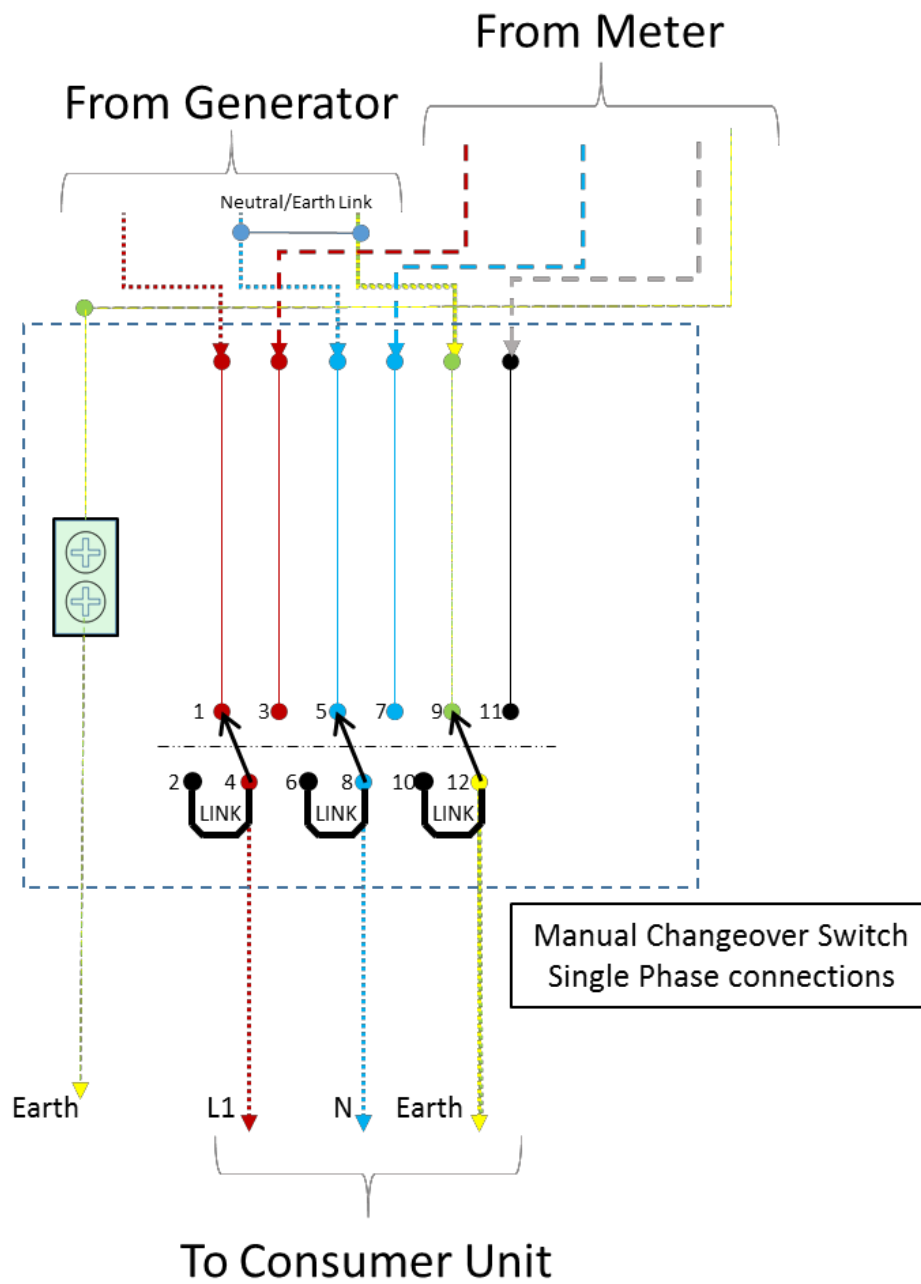 From Meter
From Generator
Neutral/Earth Link
1 3 5 7 9 11
2 4 6 8 10 12
LINK LINK LINK
Manual Changeover Switch
Single Phase connections
Earth L1 N Earth
To Consumer Unit